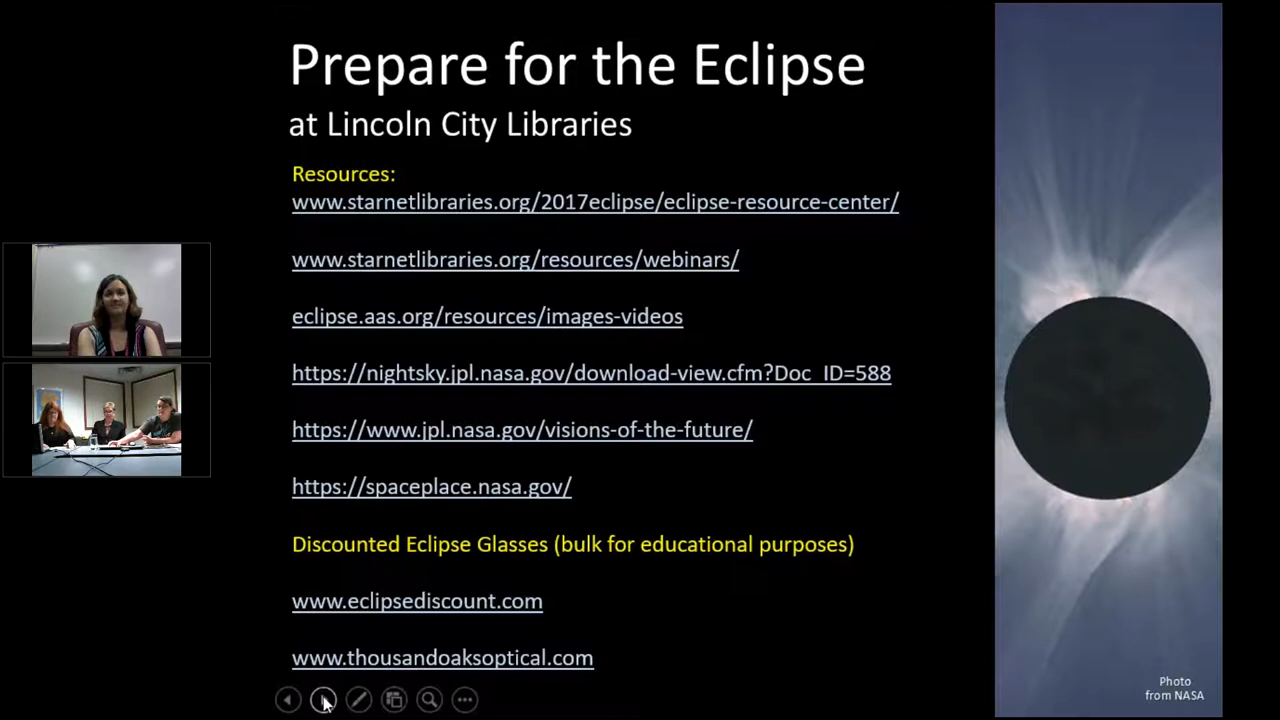 Prepare for the Eclipse
at Lincoln City Libraries
Resources:
www.starnetlibraries.org/2017eclipse/eclipse-resource-center/
www.starnetlibraries.org/resources/webinars/
eclipse.aas.org/resources/images-videos
https://nightsky.jpl.nasa.gov/download-view.cfm?Doc_ID=588
https://www.jpl.nasa.gov/visions-of-the-future/
https://spaceplace.nasa.gov/
Discounted Eclipse Glasses (bulk for educational purposes)
www.eclipsediscount.com
www.thousandoaksoptical.com
Photo
from NASA